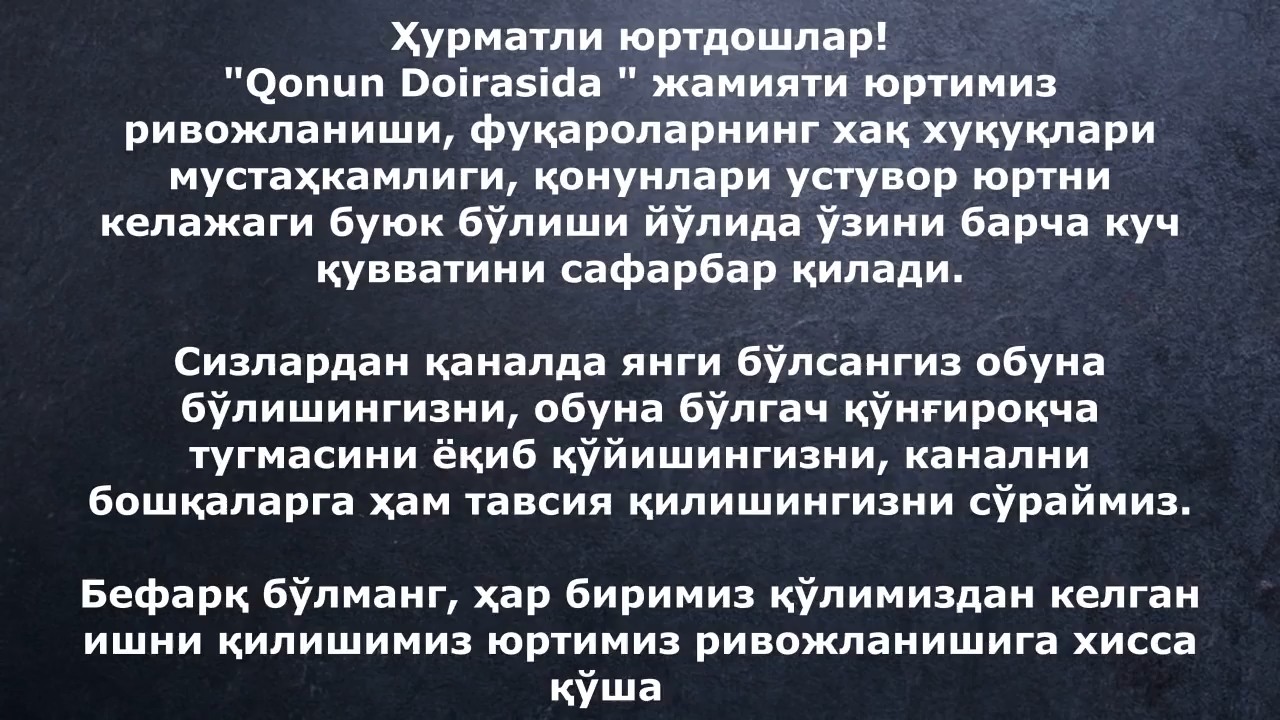 Ҳурматли юртдошлар!
"Qonun Doirasida " жамияти юртимиз
ривожланиши, фуқароларнинг хақ хуқуқлари
мустаҳкамлиги, қонунлари устувор юртни
келажаги буюк бўлиши йўлида ўзини барча куч
қувватини сафарбар қилади.
Сизлардан қаналда янги бўлсангиз обуна
бўлишингизни, обуна бўлгач қўнғироқча
тугмасини ёқиб қўйишингизни, канални
бошқаларга ҳам тавсия қилишингизни сўраймиз.
Бефарқ бўлманг, ҳар биримиз қўлимиздан келган
ишни қилишимиз юртимиз ривожланишига хисса
қўша